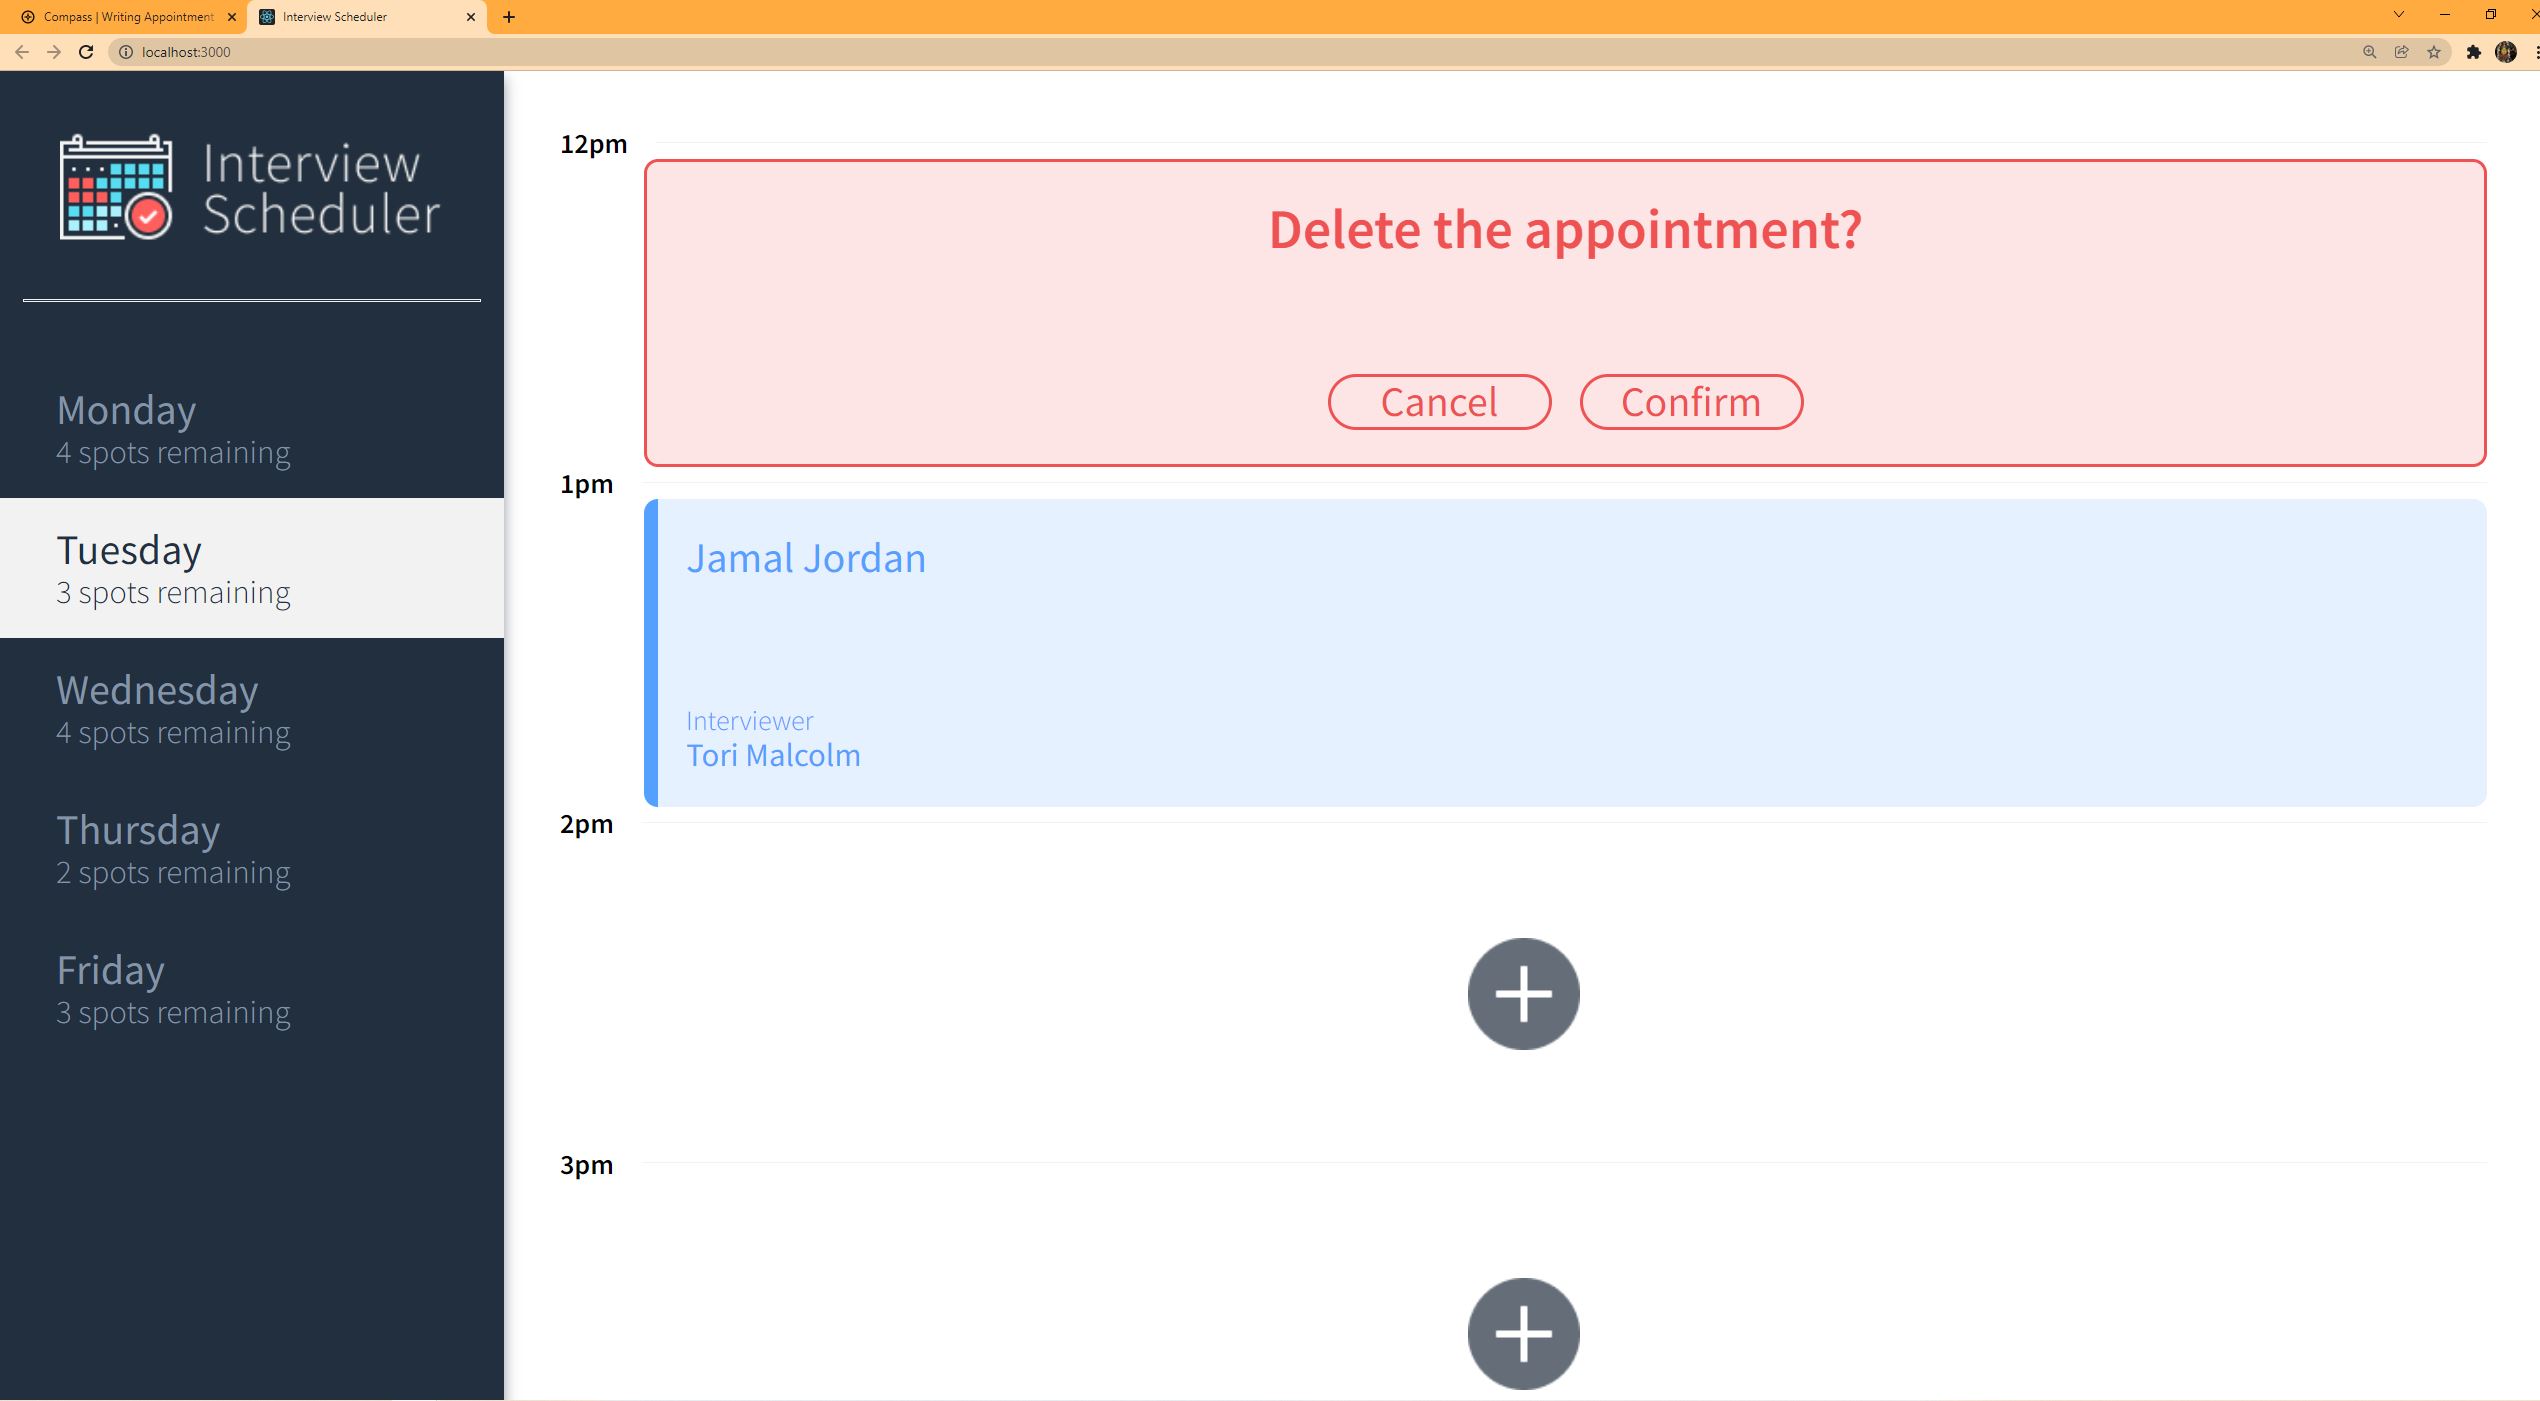 Compass | Writing Appointment
Interview Scheduler
localhost:3000
Interview
Scheduler
Monday
4 spots remaining
Tuesday
3 spots remaining
Wednesday
4 spots remaining
Thursday
2 spots remaining
Friday
3 spots remaining
12pm
Delete the appointment?
Cancel Confirm
1pm
Jamal Jordan
Interviewer
Tori Malcolm
2pm
3pm